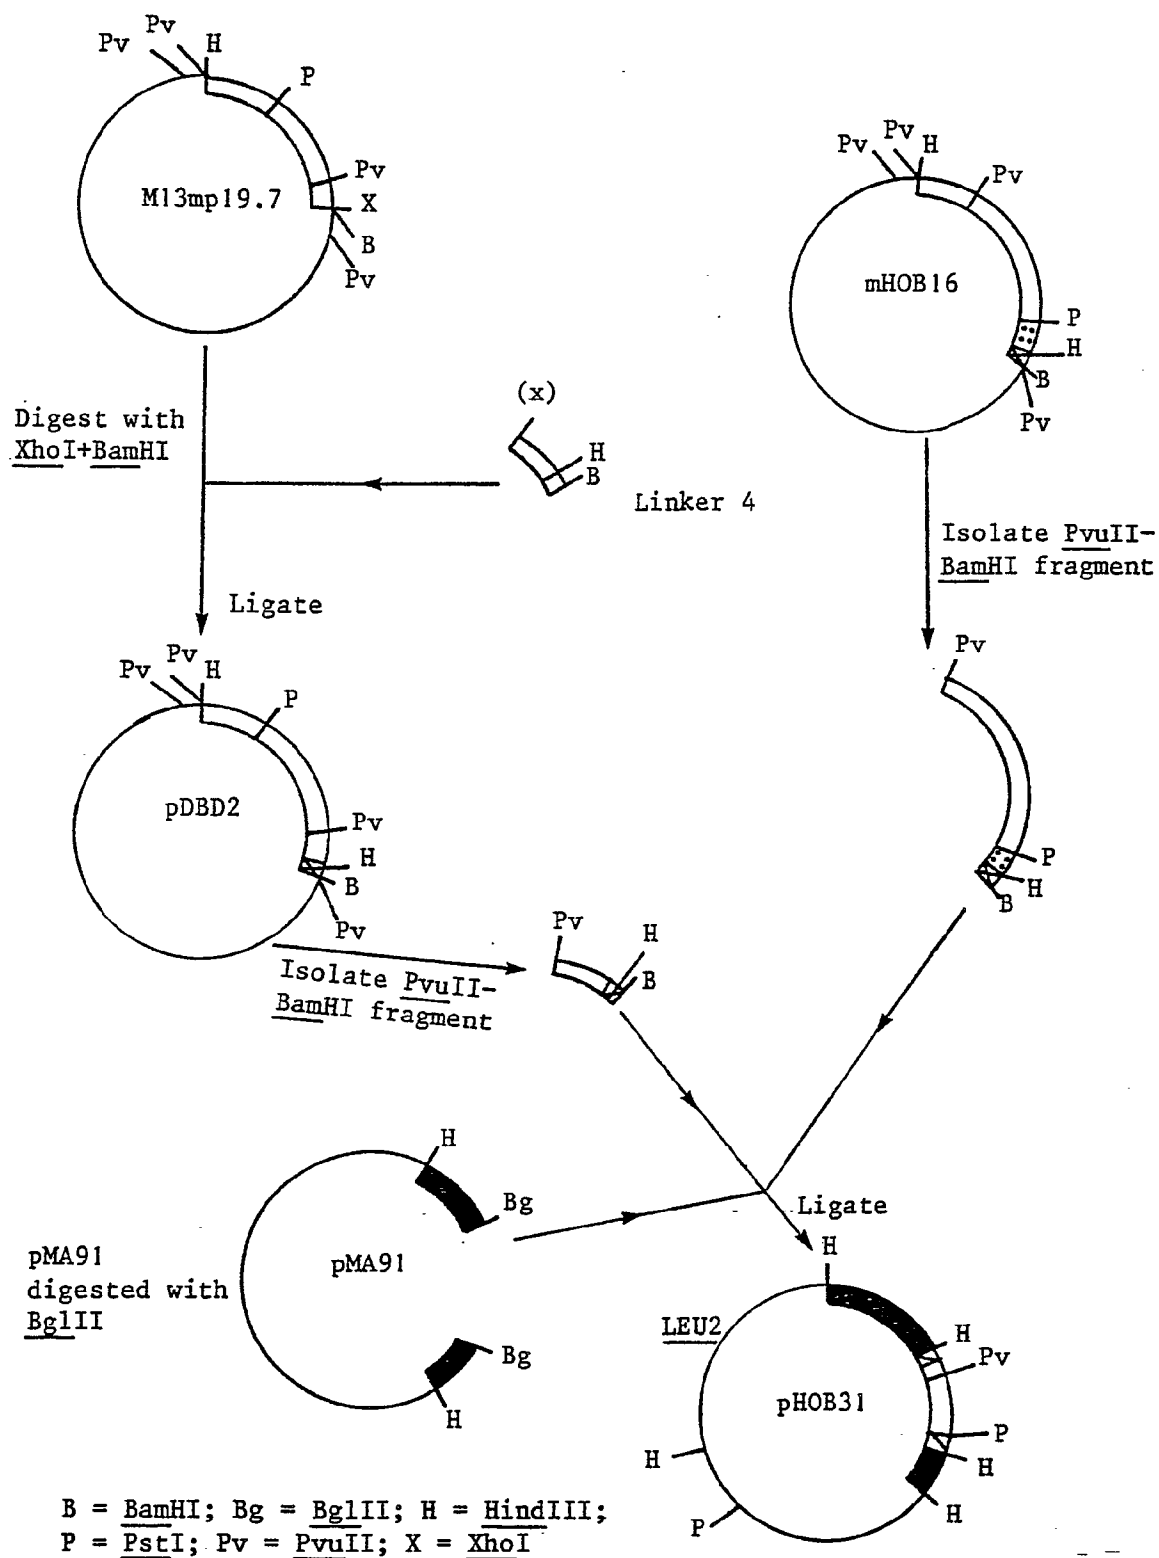 Pv
Pv
H
P
M13mp19.7
Pv
X
B
Pv
Pv
Pv
H
Pv
mHOB16
P
H
B
Pv
Digest with
XhoI+BamHI
(x)
H
B
Linker 4
Isolate PvuII-
BamHI fragment
Ligate
Pv
Pv
H
P
pDBD2
Pv
H
B
Pv
Pv
P
H
B
Isolate PvuII-
BamHI fragment
Pv
H
B
pMA91
digested with
BglII
H
Bg
pMA91
Bg
H
Ligate
H
LEU2
H
Pv
pHOB31
P
H
H
H
P
B = BamHI; Bg = BglII; H = HindIII;
P = PstI; Pv = PvuII; X = XhoI